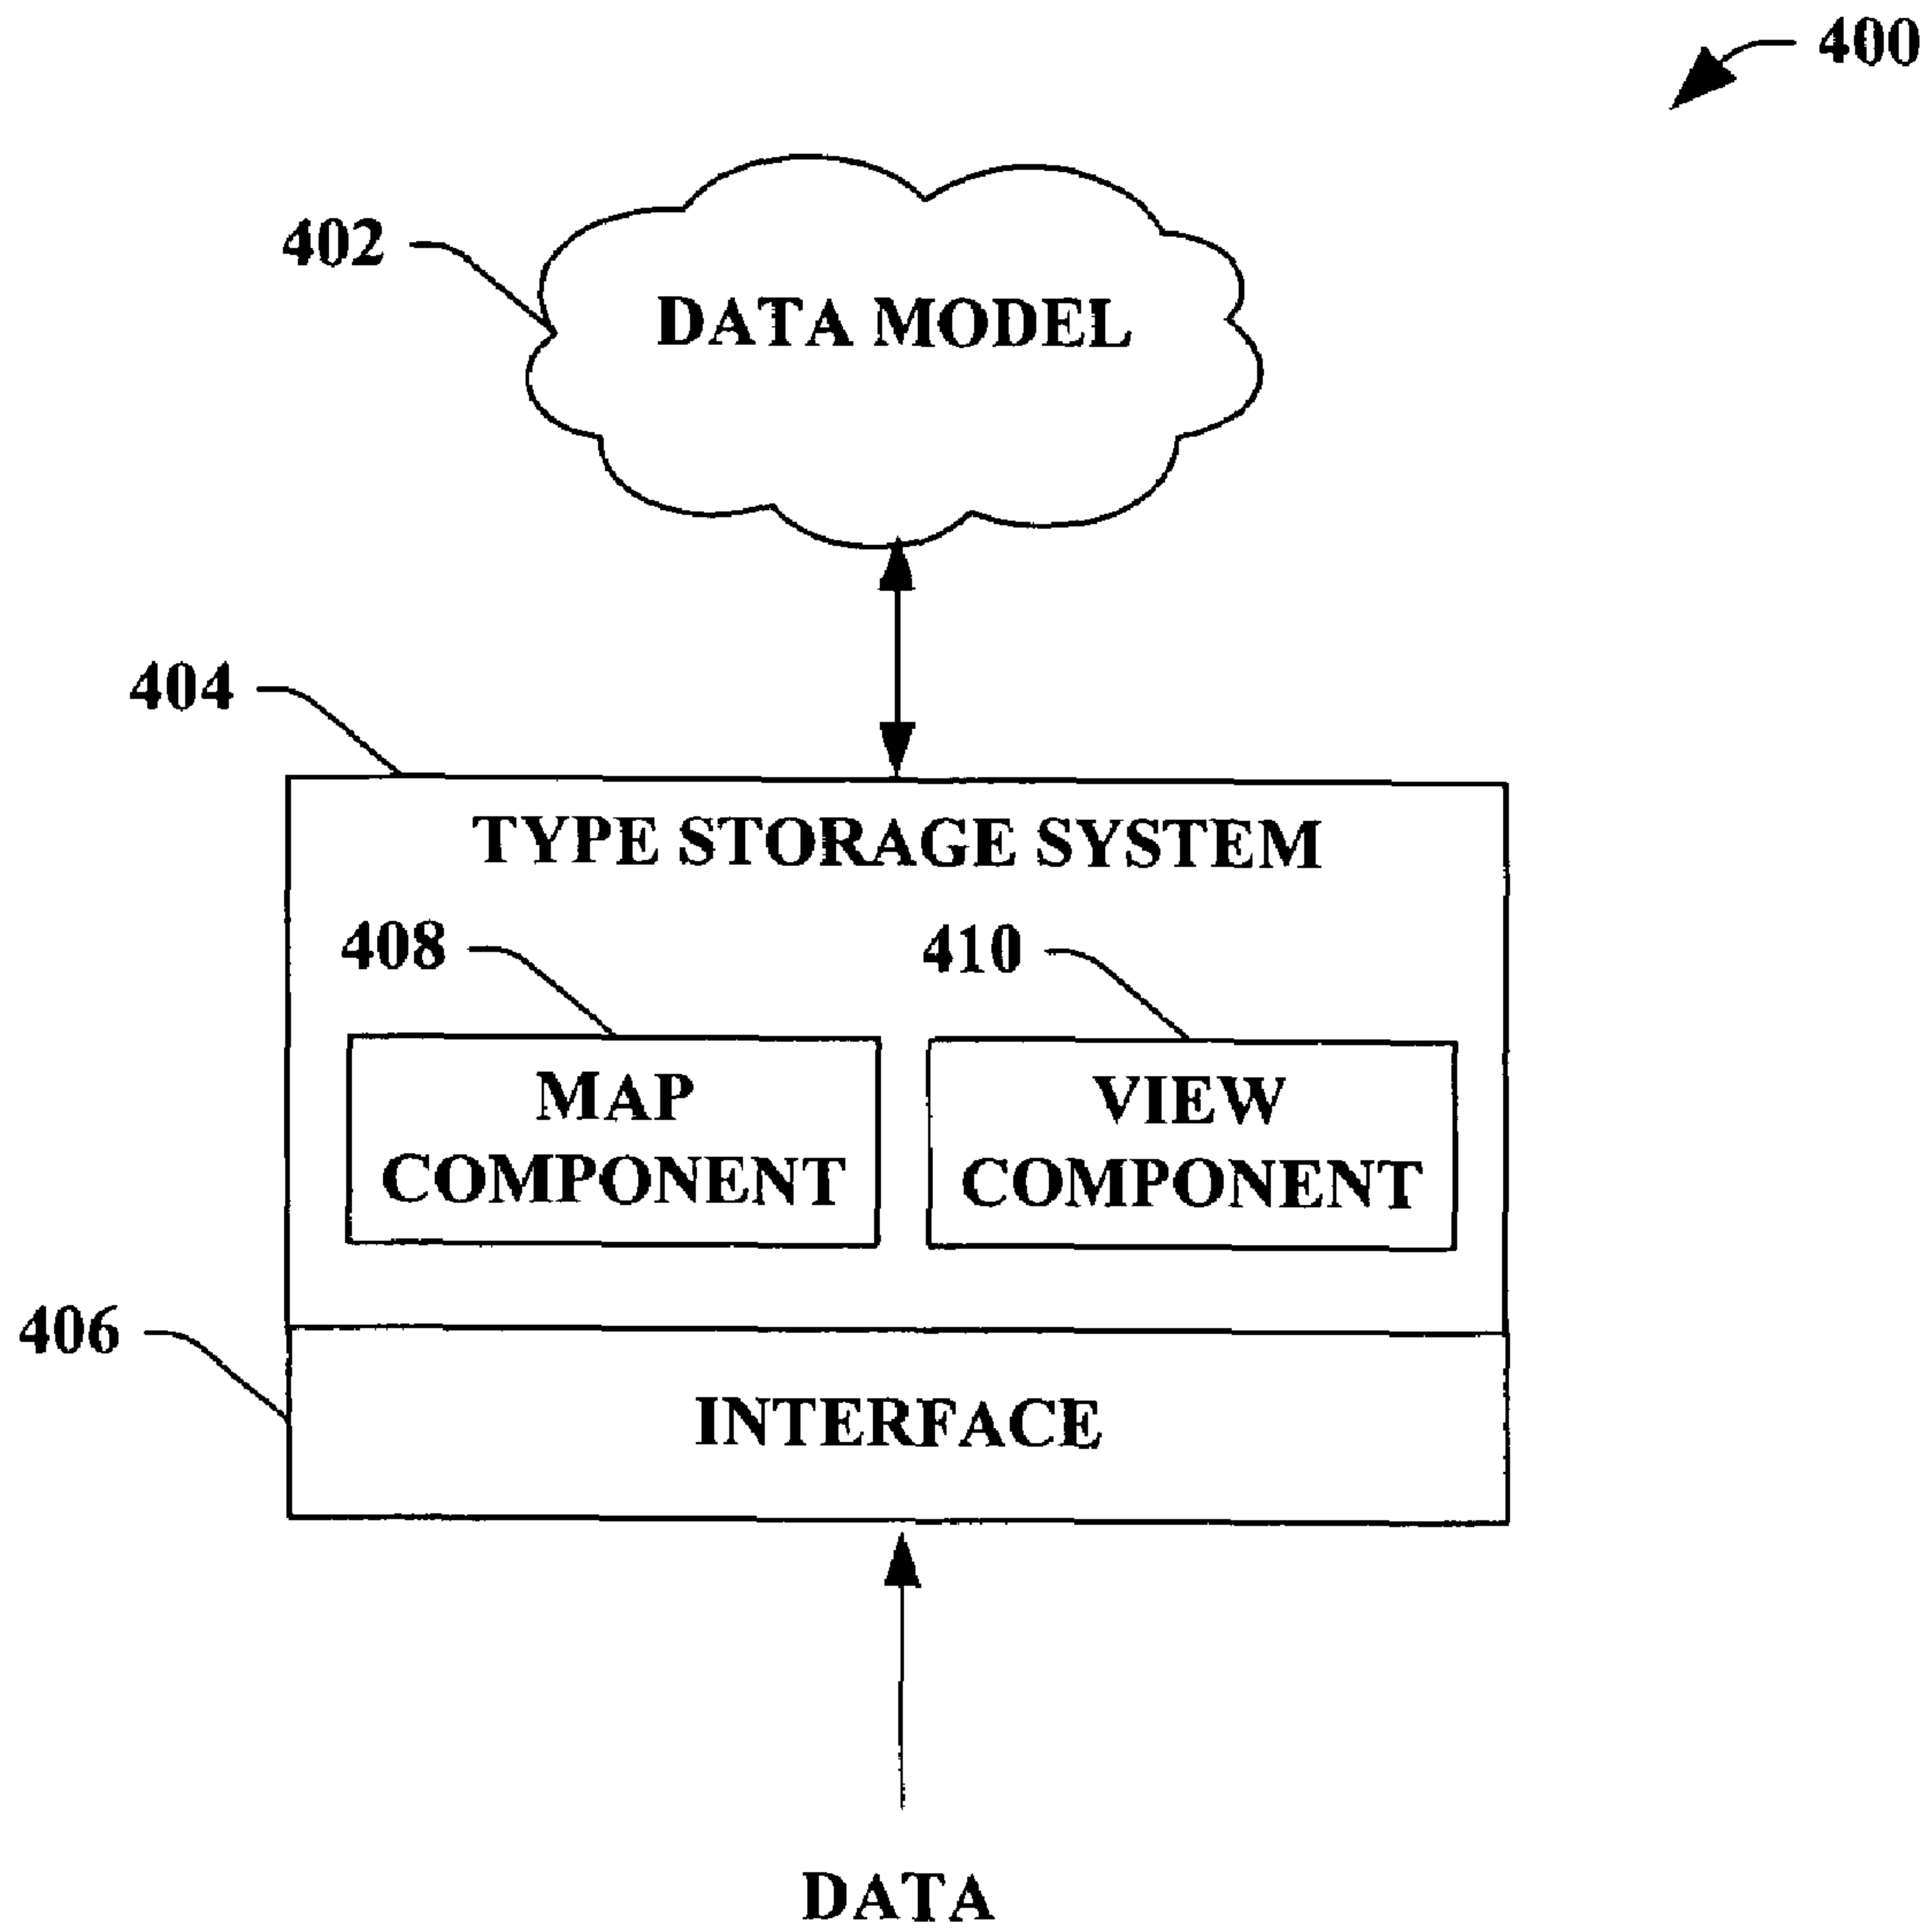 400
402
DATA MODEL
404
TYPE STORAGE SYSTEM
408
410
MAP
COMPONENT
VIEW
COMPONENT
406
INTERFACE
DATA